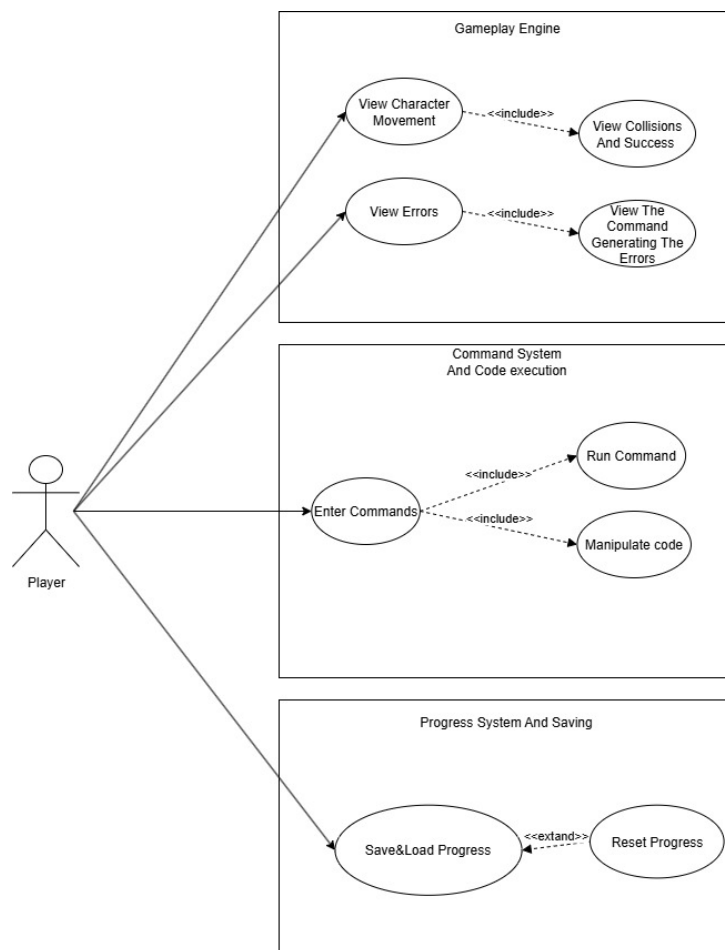 Gameplay Engine
View Character
Movement
<<include>>
View Collisions
And Success
View Errors
<<include>>
View The
Command
Generating The
Errors
Command System
And Code execution
Enter Commands
<<include>>
Run Command
<<include>>
Manipulate code
Player
Progress System And Saving
Save&Load Progress
<<extand>>
Reset Progress